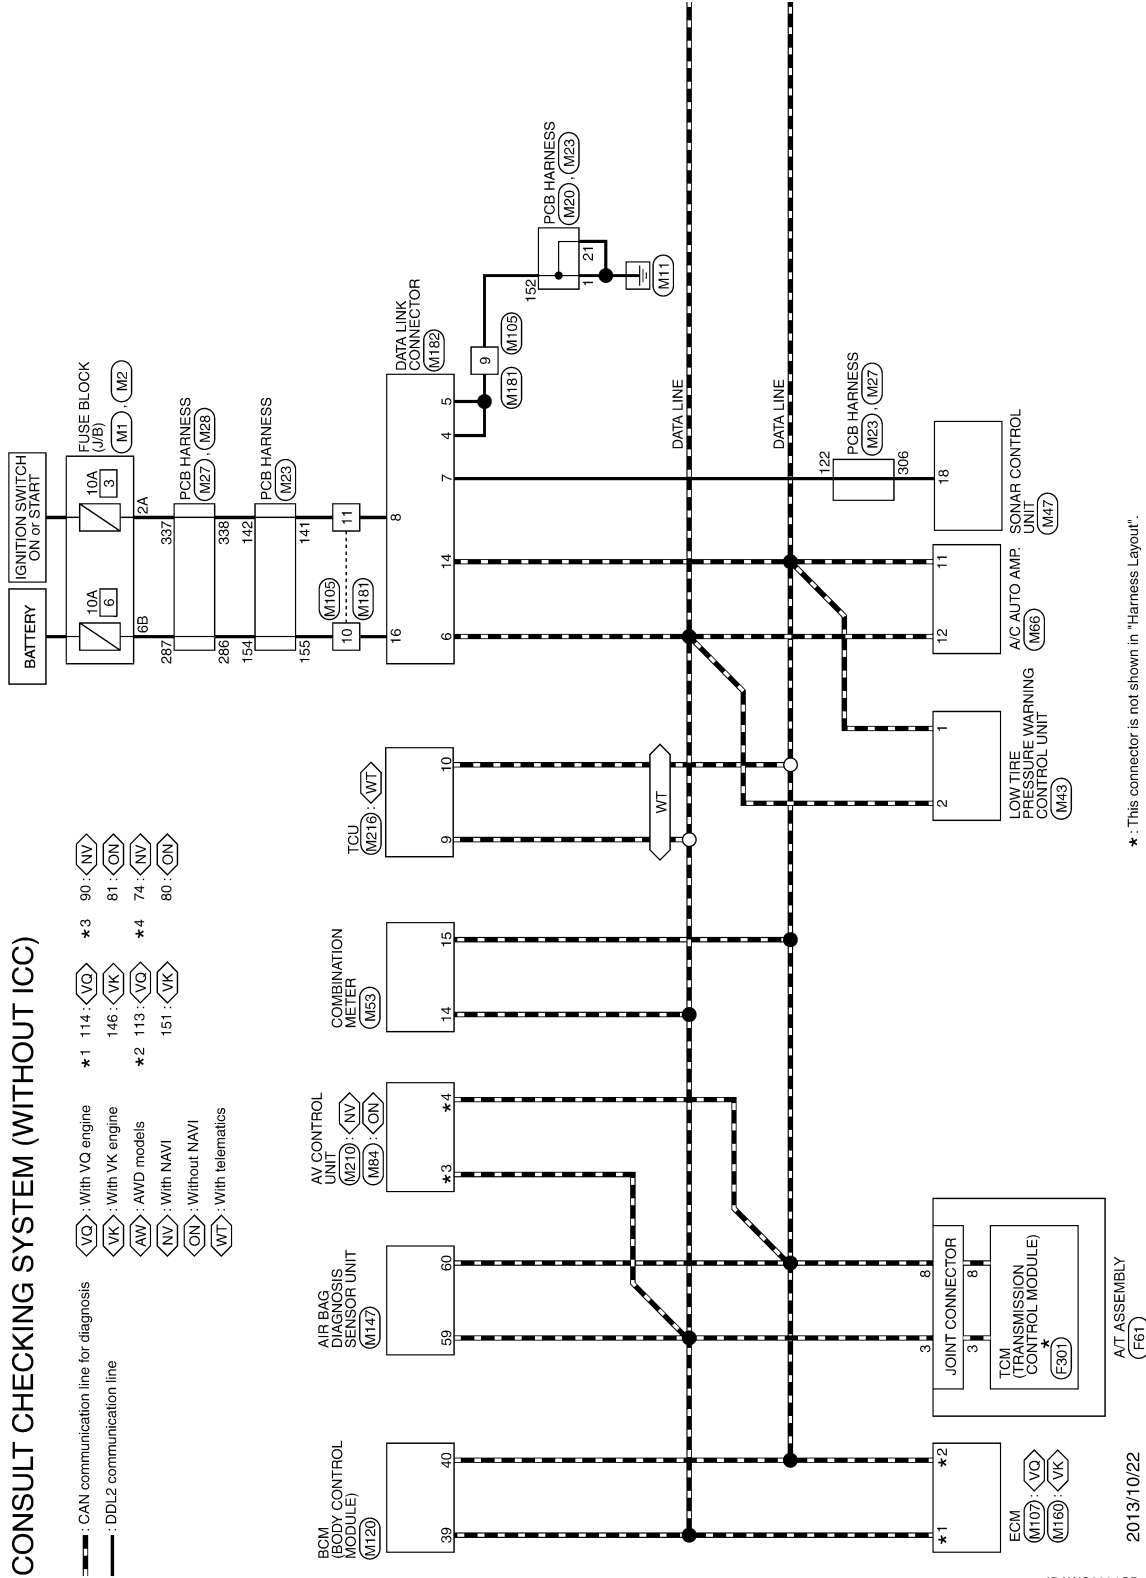 CONSULT CHECKING SYSTEM (WITHOUT ICC)
: CAN communication line for diagnosis
: DDL2 communication line
VQ : With VQ engine
VK : With VK engine
AW : AWD models
NV : With NAVI
ON : Without NAVI
WT : With telematics
*1 114 : VQ
146 : VK
*2 113 : VQ
151 : VK
*3 90 : NV
81 : ON
*4 74 : NV
80 : ON
BATTERY
IGNITION SWITCH
ON or START
FUSE BLOCK
(J/B)
M1 , M2
10A
6
10A
3
6B
2A
287
337
PCB HARNESS
M27 , M28
286
338
154
142
PCB HARNESS
M23
155
141
M105
10
11
M181
BCM
(BODY CONTROL
MODULE)
M120
39
40
AIR BAG
DIAGNOSIS
SENSOR UNIT
M147
59
60
AV CONTROL
UNIT
M210 : NV
M84 : ON
*3
*4
COMBINATION
METER
M53
14
15
TCU
M216 : WT
9
10
WT
16
8
DATA LINK
CONNECTOR
M182
6
14
7
4
5
M181
9
M105
152
PCB HARNESS
M20 , M23
1
21
M11
DATA LINE
DATA LINE
122
PCB HARNESS
M23 , M27
306
*1
*2
ECM
M107 : VQ
M160 : VK
3
8
JOINT CONNECTOR
3
8
TCM
(TRANSMISSION
CONTROL MODULE)
*
F301
A/T ASSEMBLY
F61
2
1
LOW TIRE
PRESSURE WARNING
CONTROL UNIT
M43
12
11
A/C AUTO AMP.
M66
18
SONAR CONTROL
UNIT
M47
* : This connector is not shown in "Harness Layout".
2013/10/22